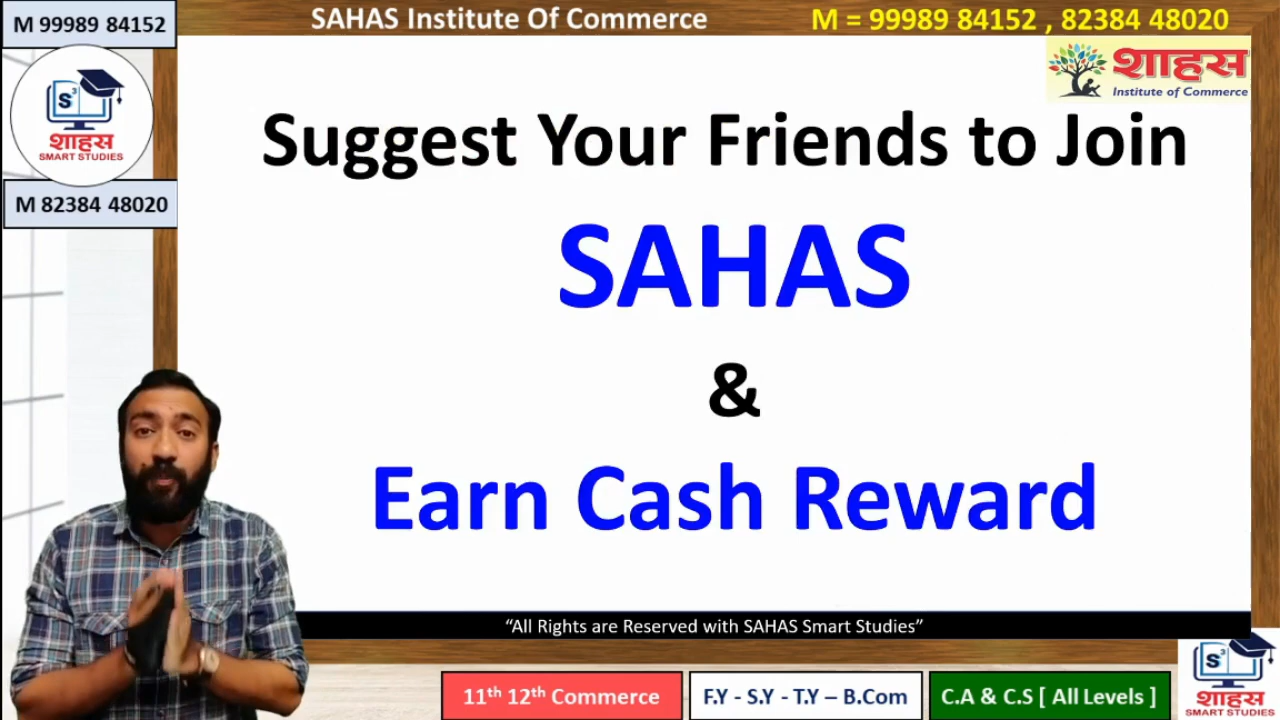 M 99989 84152
SAHAS Institute Of Commerce
M = 99989 84152 , 82384 48020
S³
शाहस
SMART STUDIES
M 82384 48020
शाहस
Institute of Commerce
Suggest Your Friends to Join
SAHAS
&
Earn Cash Reward
“All Rights are Reserved with SAHAS Smart Studies”
11th 12th Commerce
F.Y - S.Y - T.Y – B.Com
C.A & C.S [ All Levels ]
S³
शाहस
SMART STUDIES